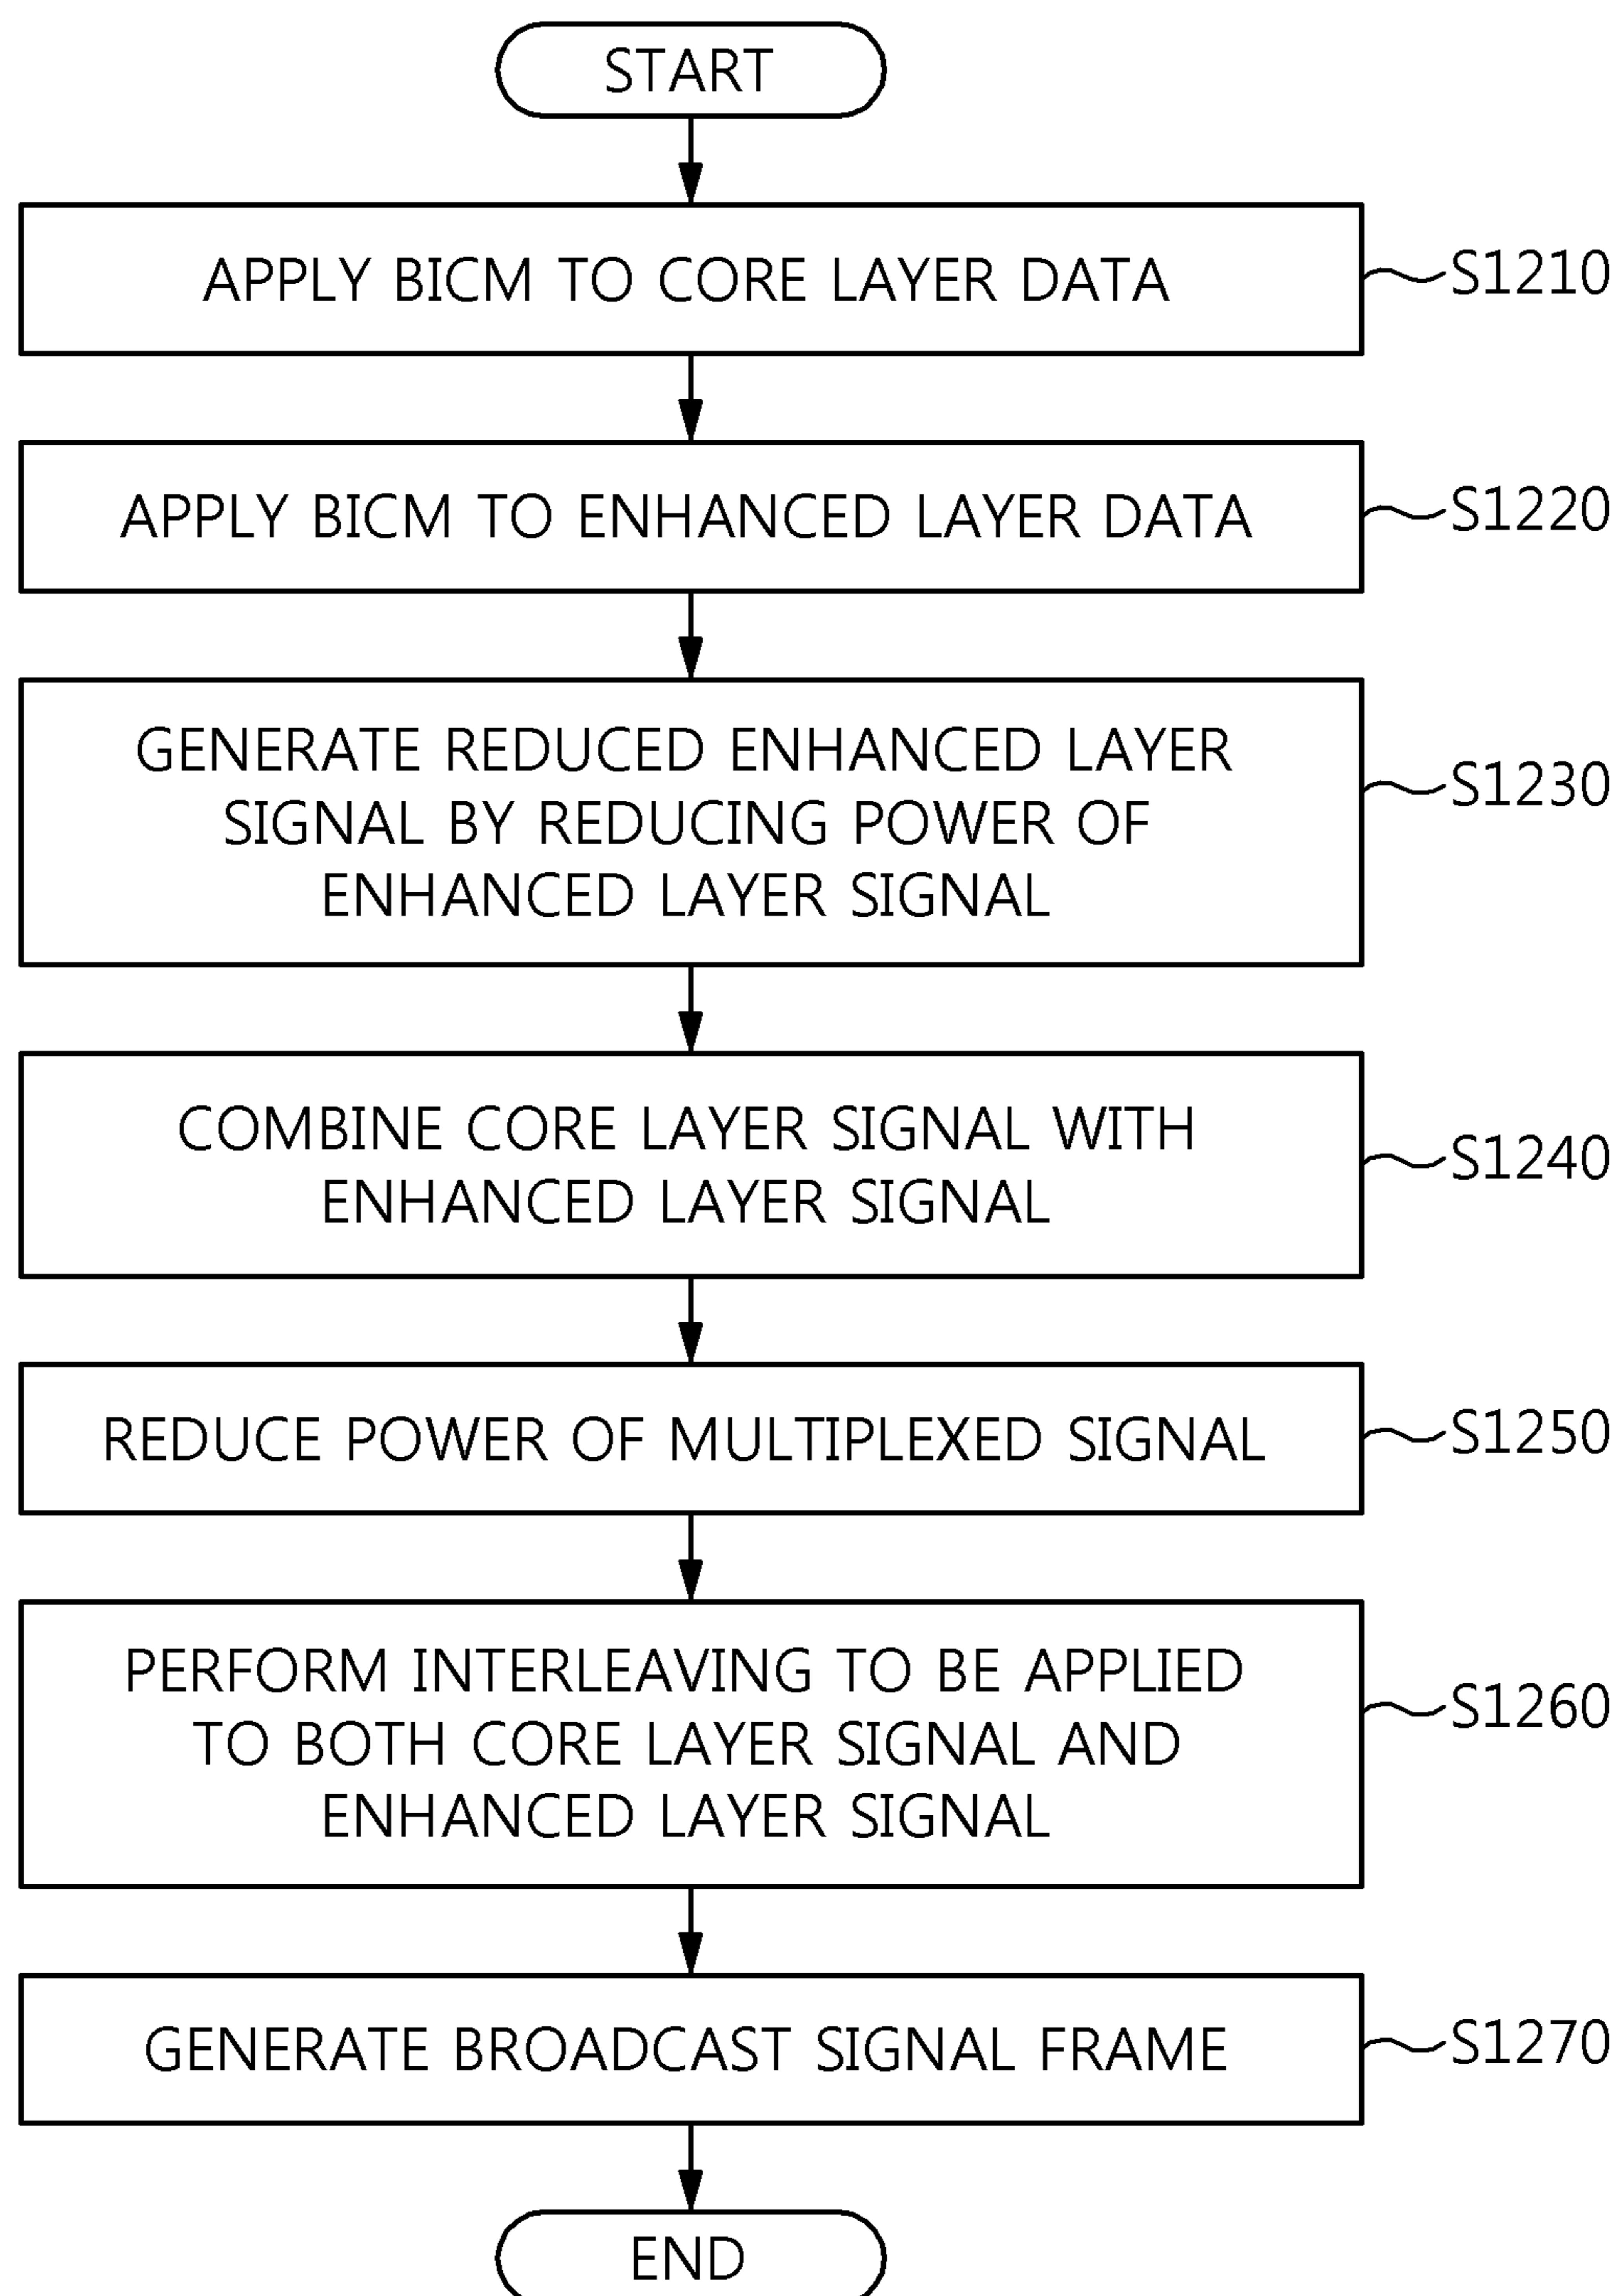 START
APPLY BICM TO CORE LAYER DATA
S1210
APPLY BICM TO ENHANCED LAYER DATA
S1220
GENERATE REDUCED ENHANCED LAYER
SIGNAL BY REDUCING POWER OF
ENHANCED LAYER SIGNAL
S1230
COMBINE CORE LAYER SIGNAL WITH
ENHANCED LAYER SIGNAL
S1240
REDUCE POWER OF MULTIPLEXED SIGNAL
S1250
PERFORM INTERLEAVING TO BE APPLIED
TO BOTH CORE LAYER SIGNAL AND
ENHANCED LAYER SIGNAL
S1260
GENERATE BROADCAST SIGNAL FRAME
S1270
END